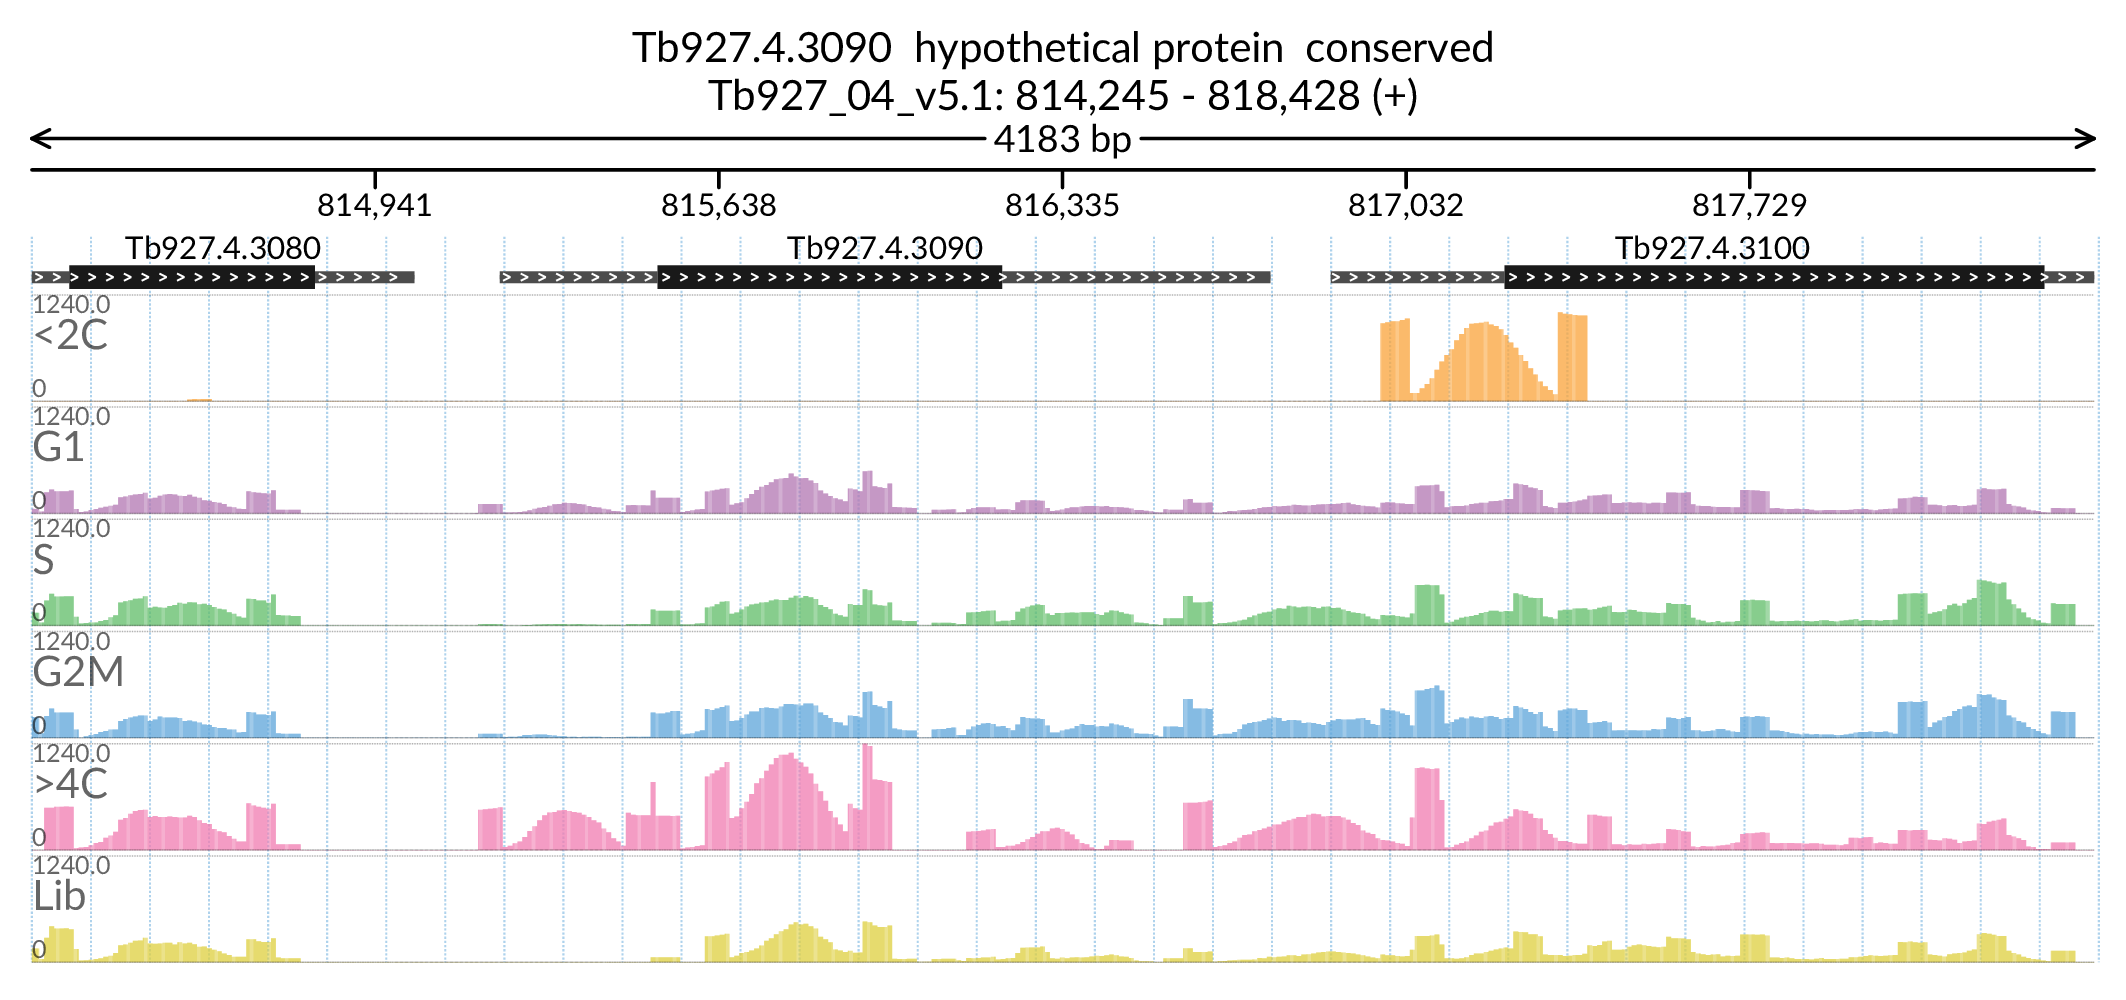 Tb927.4.3090 hypothetical protein conserved
Tb927_04_v5.1: 814,245 - 818,428 (+)
4183 bp
814,941 815,638 816,335 817,032 817,729
Tb927.4.3080 Tb927.4.3090 Tb927.4.3100
1240.0
<2C
0
1240.0
G1
0
1240.0
S
0
1240.0
G2M
0
1240.0
>4C
0
1240.0
Lib
0